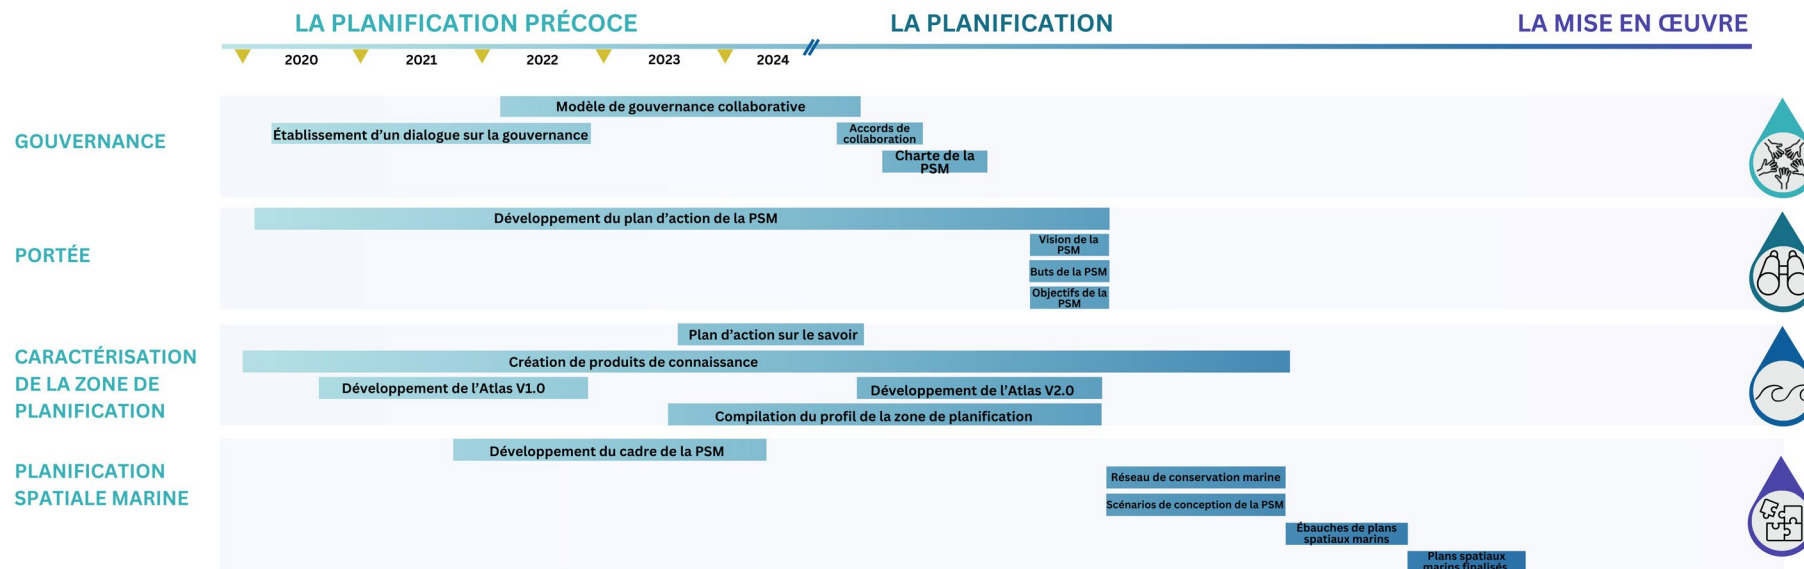 LA PLANIFICATION PRÉCOCE
LA PLANIFICATION
LA MISE EN ŒUVRE
2020
2021
2022
2023
2024
GOUVERNANCE
Modèle de gouvernance collaborative
Établissement d'un dialogue sur la gouvernance
Accords de
collaboration
Charte de la
PSM
PORTÉE
Développement du plan d'action de la PSM
Vision de la
PSM
Buts de la PSM
Objectifs de la
PSM
CARACTÉRISATION
DE LA ZONE DE
PLANIFICATION
Plan d'action sur le savoir
Création de produits de connaissance
Développement de l'Atlas V1.0
Développement de l'Atlas V2.0
Compilation du profil de la zone de planification
PLANIFICATION
SPATIALE MARINE
Développement du cadre de la PSM
Réseau de conservation marine
Scénarios de conception de la PSM
Ébauches de plans
spatiaux marins
Plans spatiaux
marins finalisés